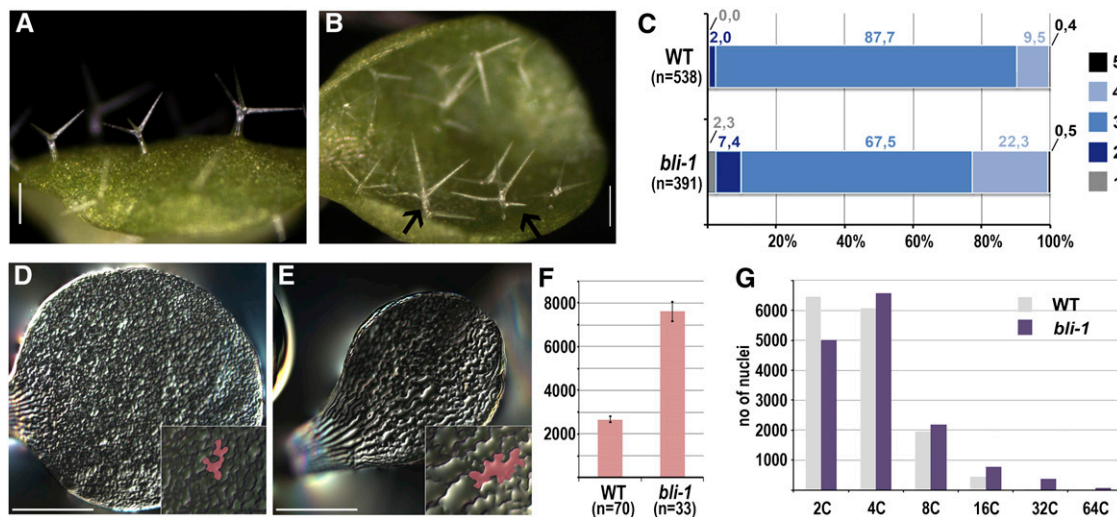 A
B
C
0,0
2,0
87,7
9,5
0,4
WT
(n=538)
2,3
7,4
67,5
22,3
0,5
bli-1
(n=391)
20%
40%
60%
80%
100%
5
4
3
2
1
D
E
F
8000
6000
4000
2000
WT
(n=70)
bli-1
(n=33)
G
WT
bli-1
no of nuclei
6000
5000
4000
3000
2000
1000
2C
4C
8C
16C
32C
64C